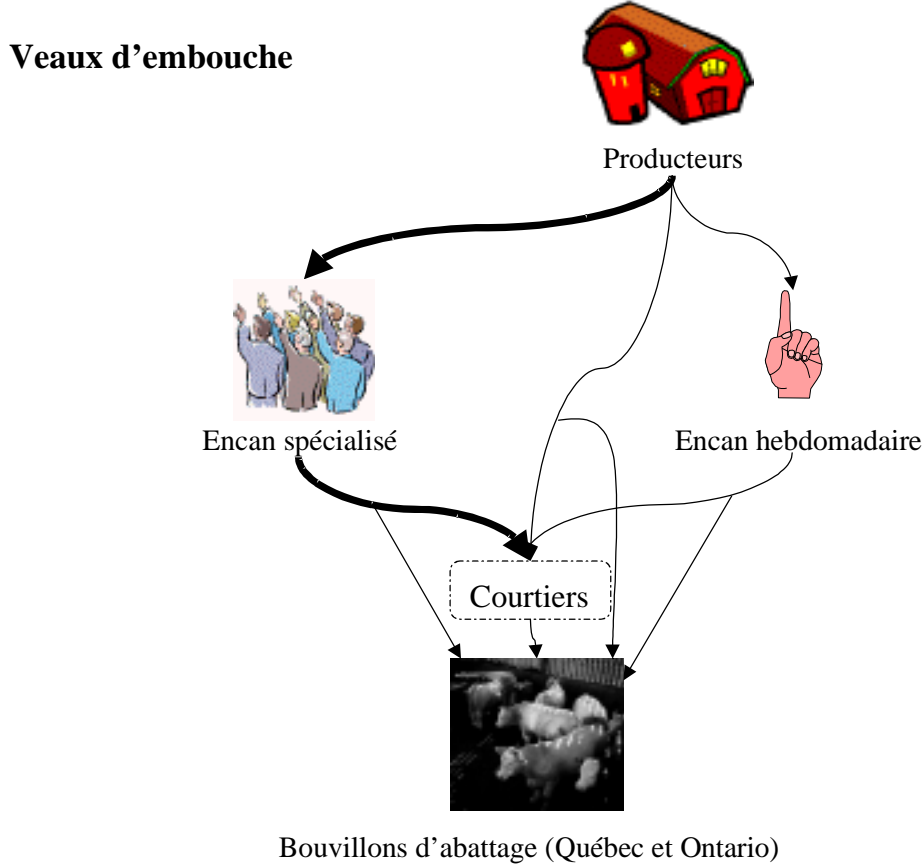 Veaux d’embouche
Producteurs
Encan spécialisé
Encan hebdomadaire
Courtiers
Bouvillons d’abattage (Québec et Ontario)